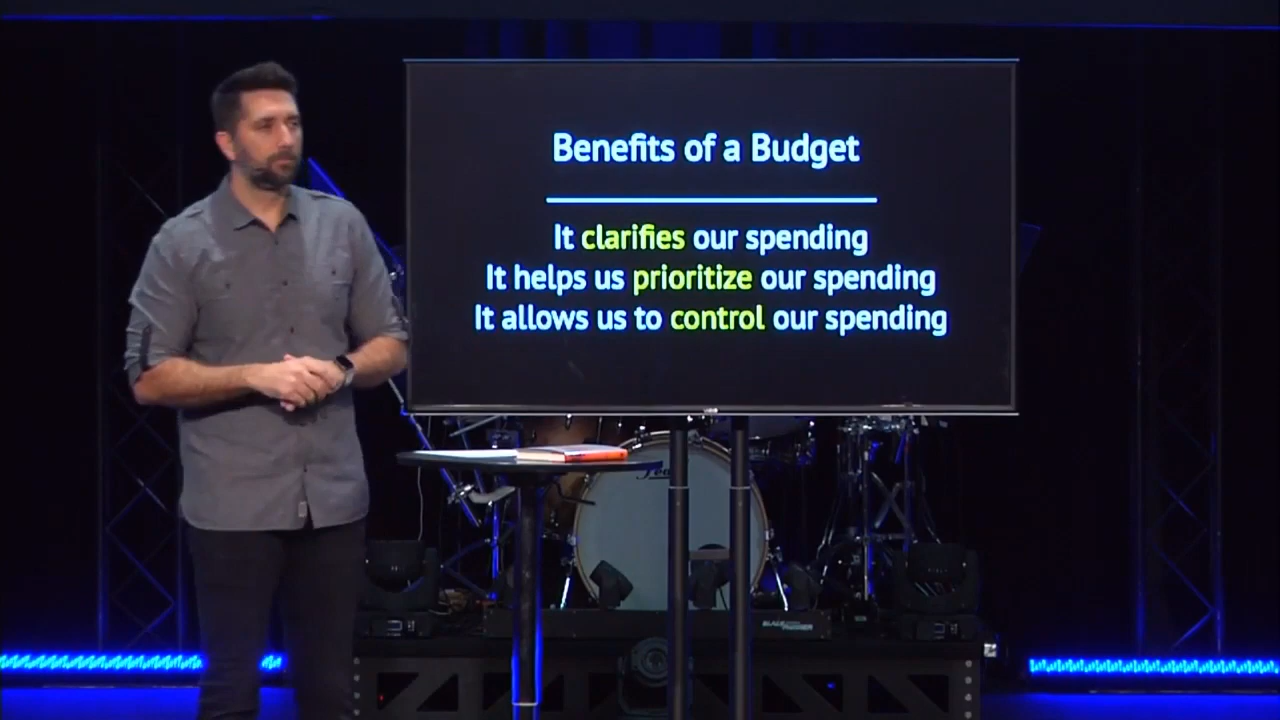 Benefits of a Budget
It clarifies our spending
It helps us prioritize our spending
It allows us to control our spending